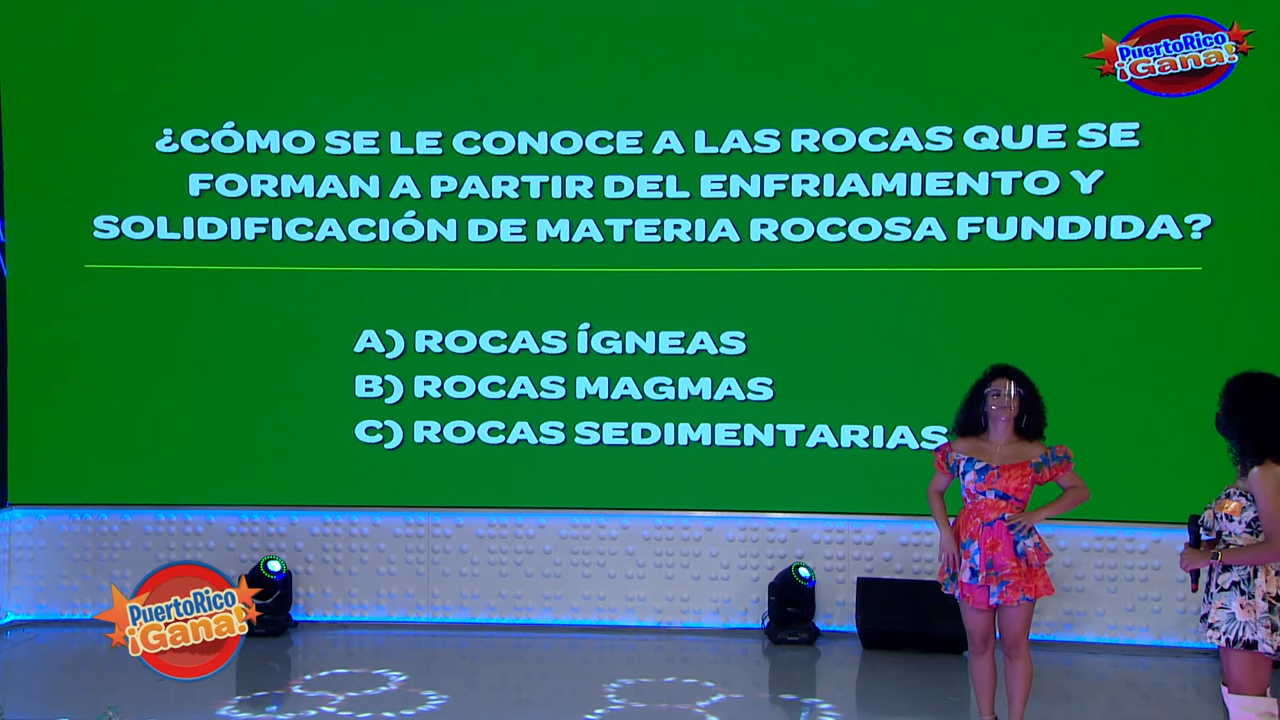 PuertoRico
¡Gana!
¿CÓMO SE LE CONOCE A LAS ROCAS QUE SE
FORMAN A PARTIR DEL ENFRIAMIENTO Y
SOLIDIFICACIÓN DE MATERIA ROCOSA FUNDIDA?
A) ROCAS ÍGNEAS
B) ROCAS MAGMAS
C) ROCAS SEDIMENTARIAS
PuertoRico
¡Gana!